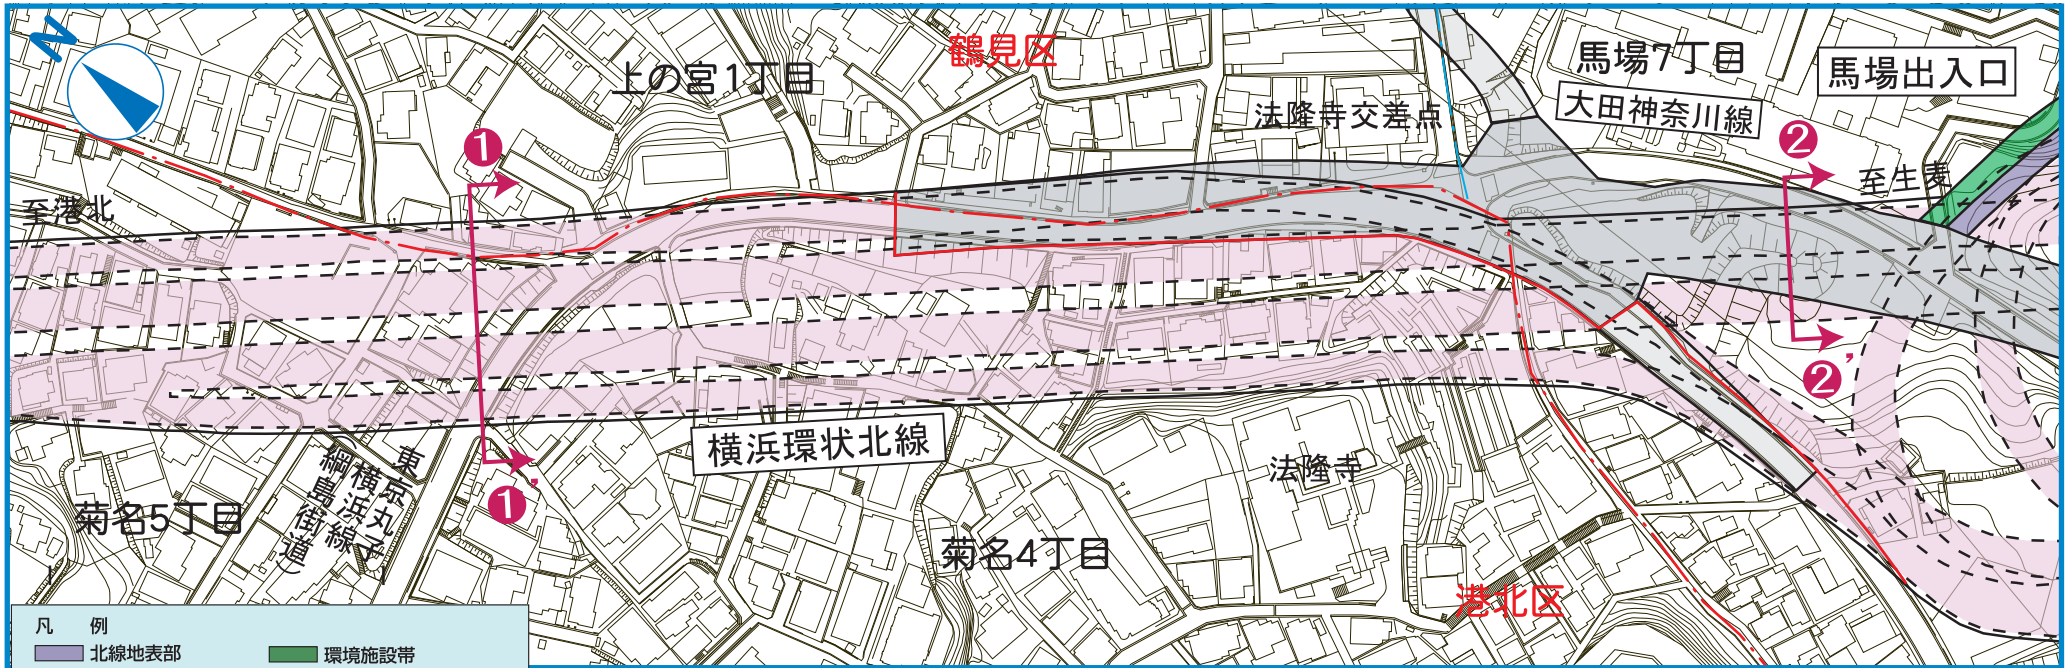 N
鶴見区
上の宮1丁目
馬場7丁目
馬場出入口
大田神奈川線
法隆寺交差点
1
2
至生麦
至港北
2'
横浜環状北線
法隆寺
1'
菊名5丁目
東京丸子
横浜線
(綱島街道)
菊名4丁目
港北区
凡 例
北線地表部
環境施設帯